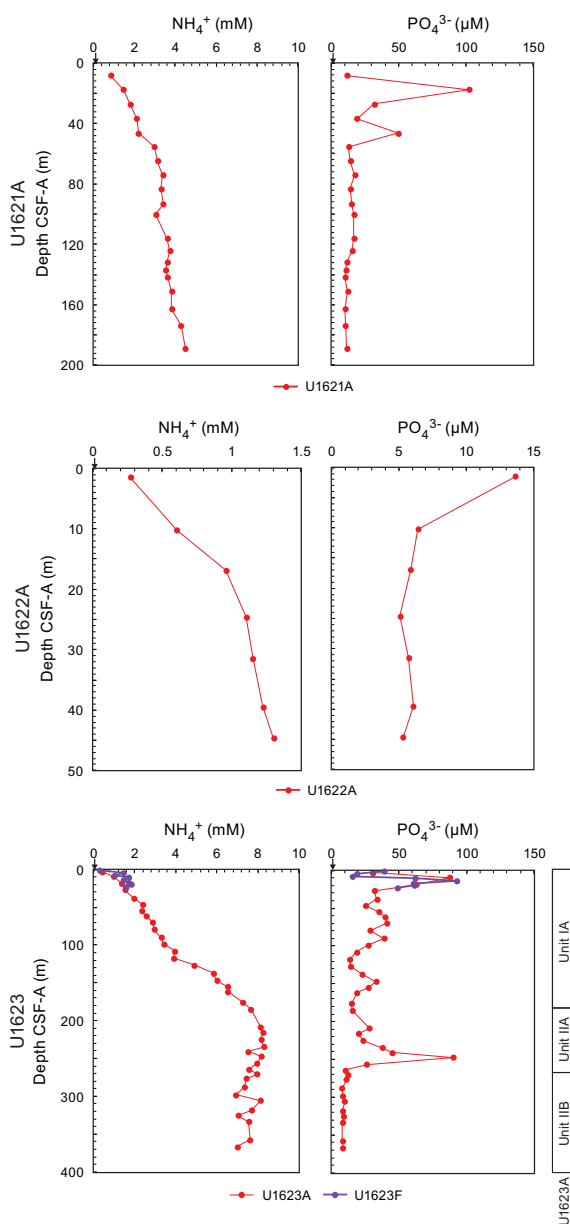 NH4+ (mM) PO43- (µM)
0 2 4 6 8 10 0 50 100 150
0
40
80
120
160
200
U1621A
Depth CSF-A (m)
U1621A
NH4+ (mM) PO43- (µM)
0 0.5 1 1.5 0 5 10 15
0
10
20
30
40
50
U1622A
Depth CSF-A (m)
U1622A
NH4+ (mM) PO43- (µM)
0 2 4 6 8 10 0 50 100 150
0
100
200
300
400
U1623
Depth CSF-A (m)
Unit IA
Unit IIA
Unit IIB
U1623A
U1623A U1623F